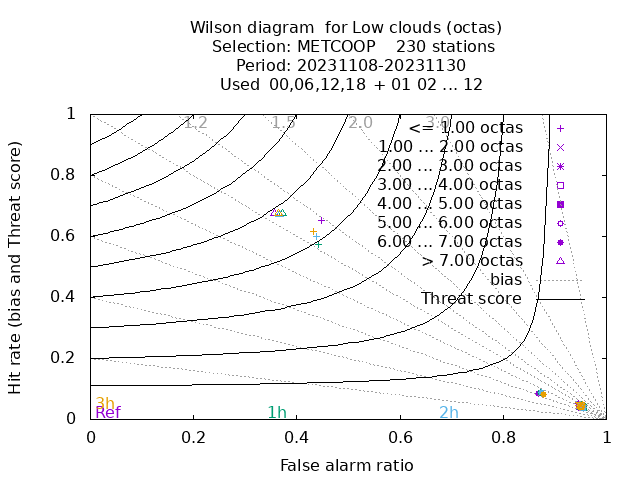 Wilson diagram  for Low clouds (octas)
Selection: METCOOP    230 stations
Period: 20231108-20231130
Used  00,06,12,18  + 01 02 ... 12
Hit rate (bias and Threat score)
1
0.8
0.6
0.4
0.2
0
1.2
1.5
2.0
3.0
<= 1.00 octas
1.00 ... 2.00 octas
2.00 ... 3.00 octas
3.00 ... 4.00 octas
4.00 ... 5.00 octas
5.00 ... 6.00 octas
6.00 ... 7.00 octas
> 7.00 octas
bias
Threat score
3h
Ref
1h
2h
0
0.2
0.4
0.6
0.8
1
False alarm ratio